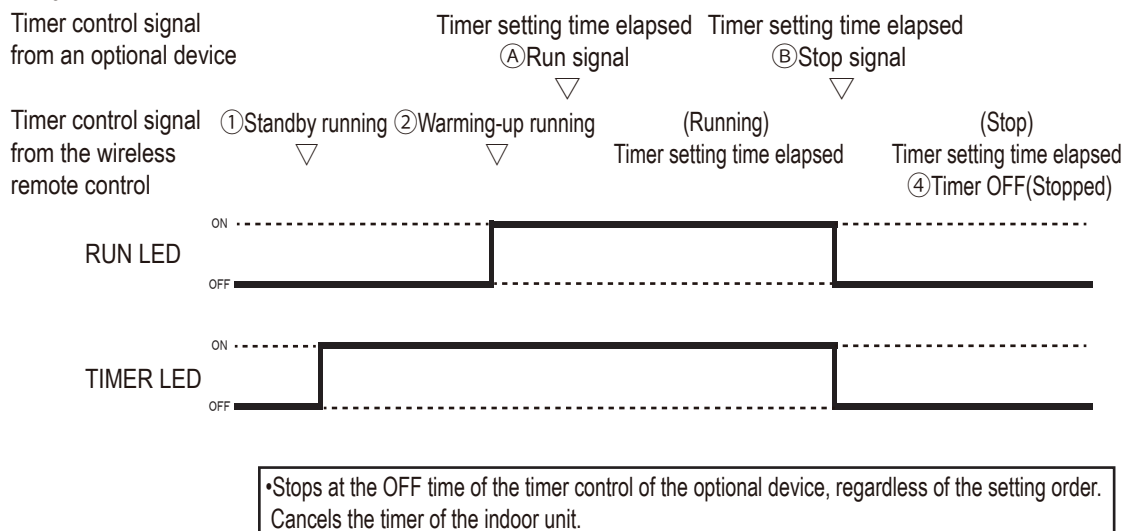 Timer control signal
from an optional device
Timer setting time elapsed
Ⓐ Run signal
Timer setting time elapsed
Ⓑ Stop signal
Timer control signal
from the wireless
remote control
①Standby running
②Warming-up running
(Running)
Timer setting time elapsed
(Stop)
Timer setting time elapsed
④Timer OFF(Stopped)
RUN LED
ON
OFF
TIMER LED
ON
OFF
•Stops at the OFF time of the timer control of the optional device, regardless of the setting order.
Cancels the timer of the indoor unit.